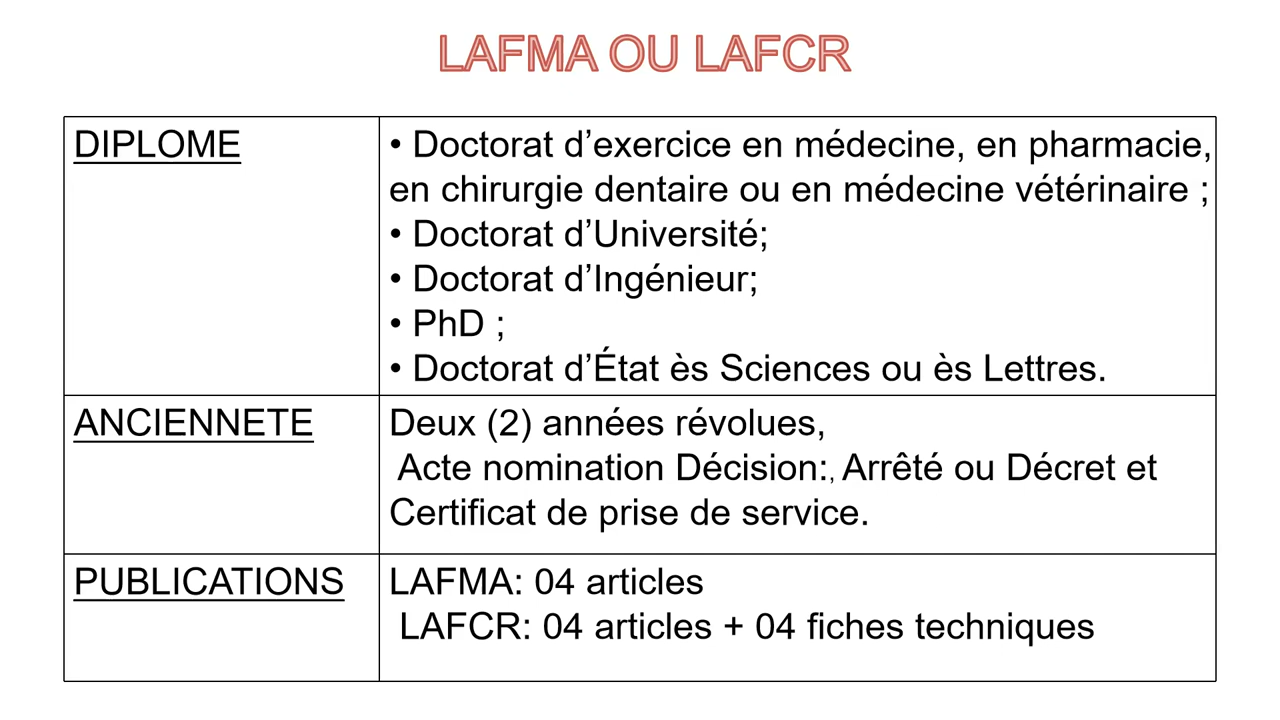 LAFMA OU LAFCR
DIPLOME
• Doctorat d’exercice en médecine, en pharmacie,
en chirurgie dentaire ou en médecine vétérinaire ;
• Doctorat d’Université;
• Doctorat d’Ingénieur;
• PhD ;
• Doctorat d’État ès Sciences ou ès Lettres.
ANCIENNETE
Deux (2) années révolues,
Acte nomination Décision:, Arrêté ou Décret et
Certificat de prise de service.
PUBLICATIONS
LAFMA: 04 articles
LAFCR: 04 articles + 04 fiches techniques